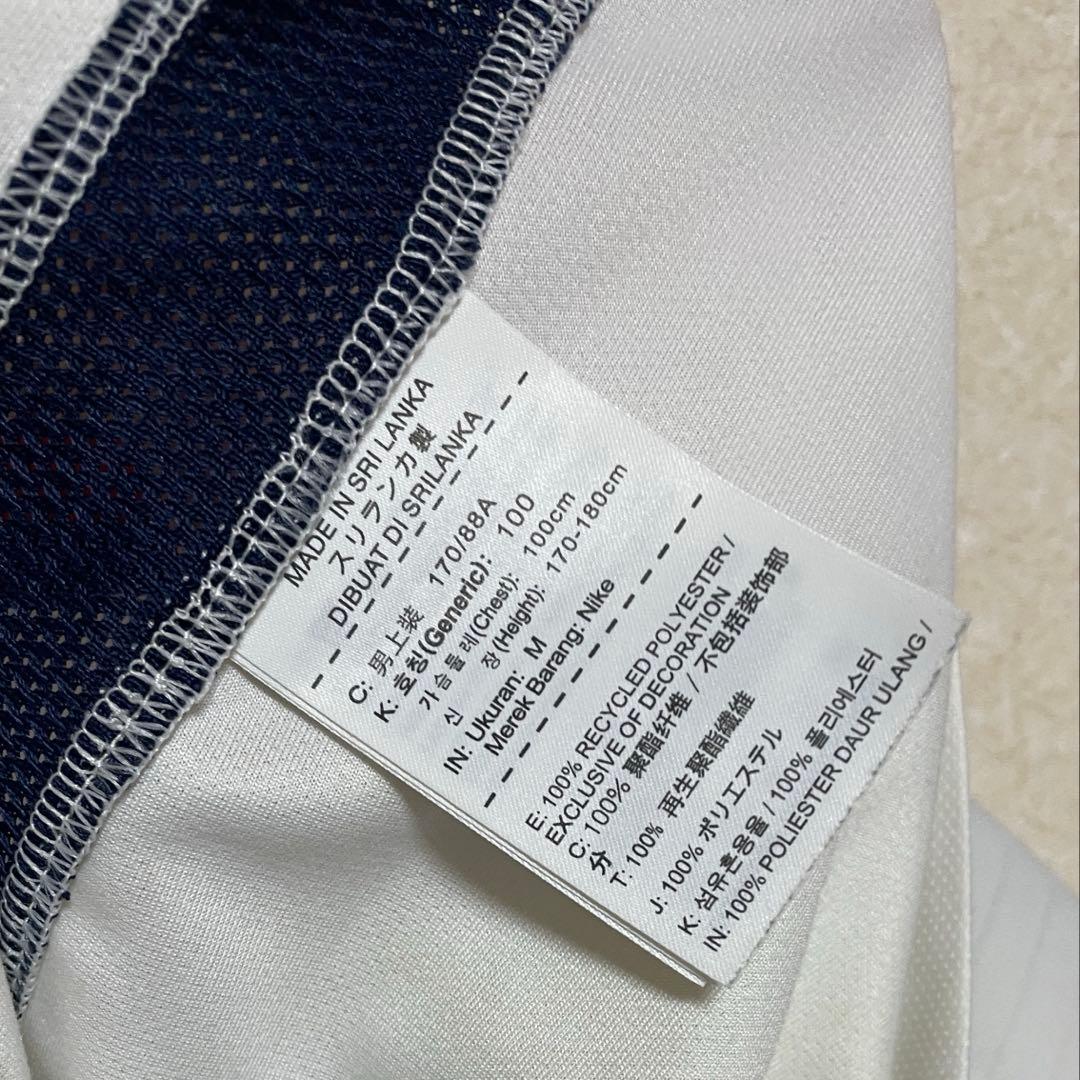 MADE IN SRI LANKA
スリランカ製
DIBUAT DI SRILANKA
C: 男上装 170/88A
K: 호칭(Generic): 100
가슴둘레(Chest): 100cm
신 장(Height): 170-180cm
IN: Ukuran: M
Merek Barang: Nike
E: 100% RECYCLED POLYESTER /
EXCLUSIVE OF DECORATION
C: 100% 聚酯纤维 / 不包括装饰部
分
T: 100% 再生聚酯纖維
J: 100% ポリエステル
K: 섬유혼용율 / 100% 폴리에스터
IN: 100% POLIESTER DAUR ULANG /